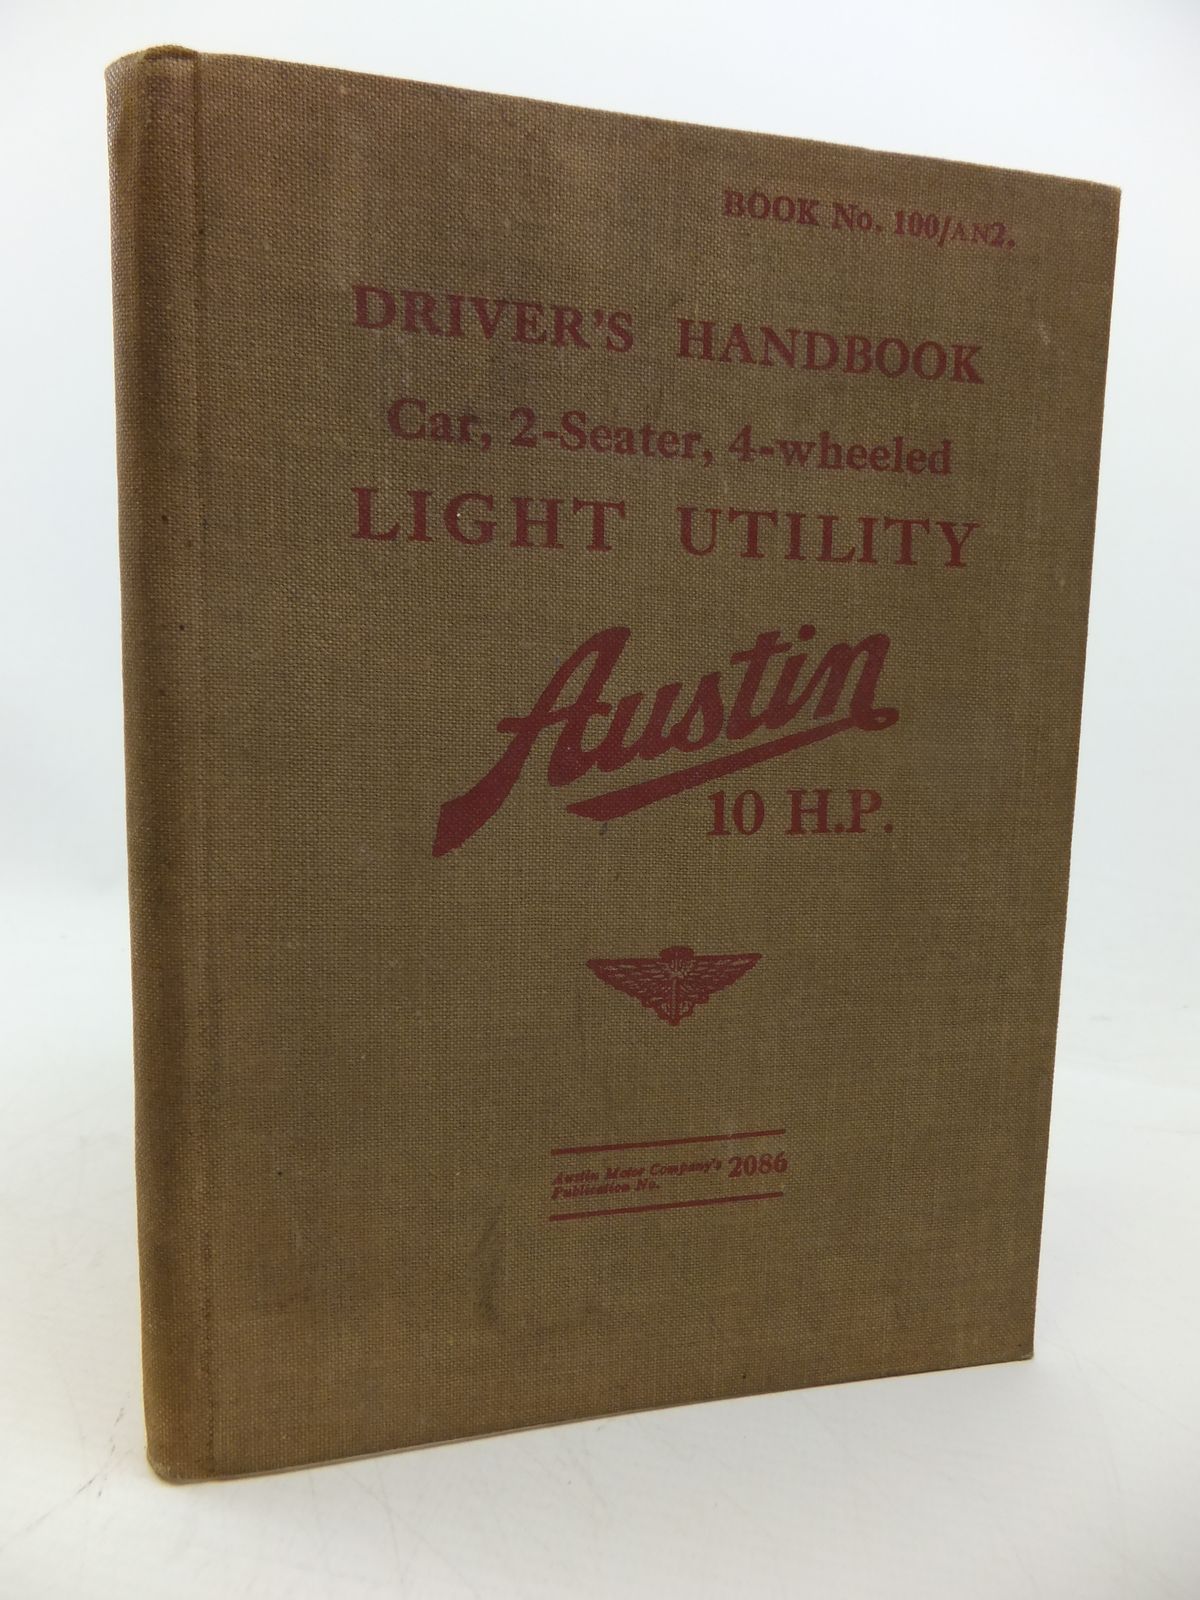 BOOK No. 100/AN2.
DRIVER'S HANDBOOK
Car, 2-Seater, 4-wheeled
LIGHT UTILITY
Austin
10 H.P.
Austin Motor Company's 2086
Publication No.